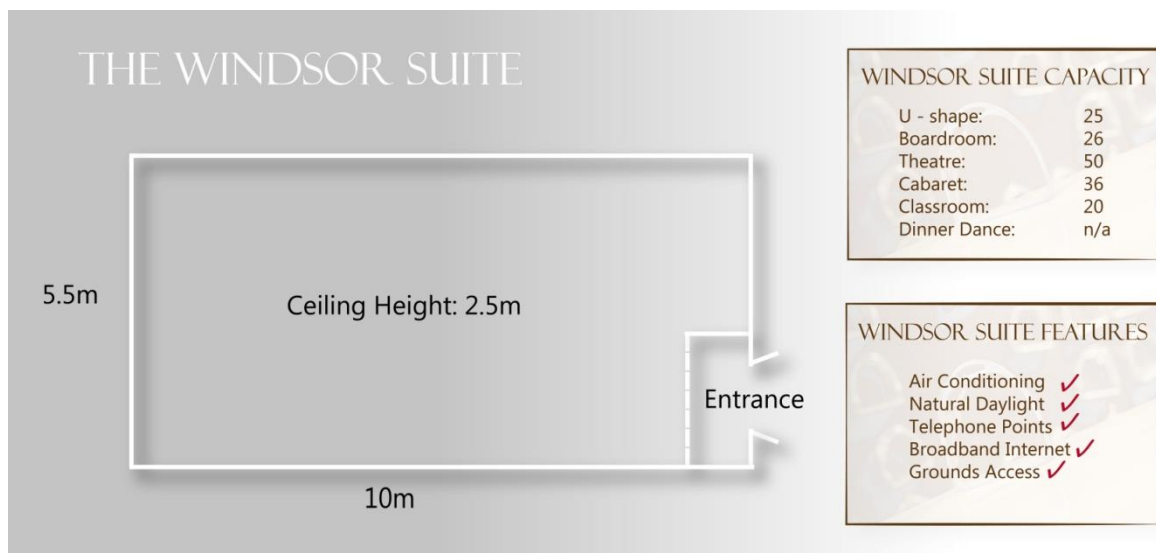 THE WINDSOR SUITE
5.5m
Ceiling Height: 2.5m
Entrance
10m
WINDSOR SUITE CAPACITY
U - shape: 25
Boardroom: 26
Theatre: 50
Cabaret: 36
Classroom: 20
Dinner Dance: n/a
WINDSOR SUITE FEATURES
Air Conditioning ✓
Natural Daylight ✓
Telephone Points ✓
Broadband Internet ✓
Grounds Access ✓